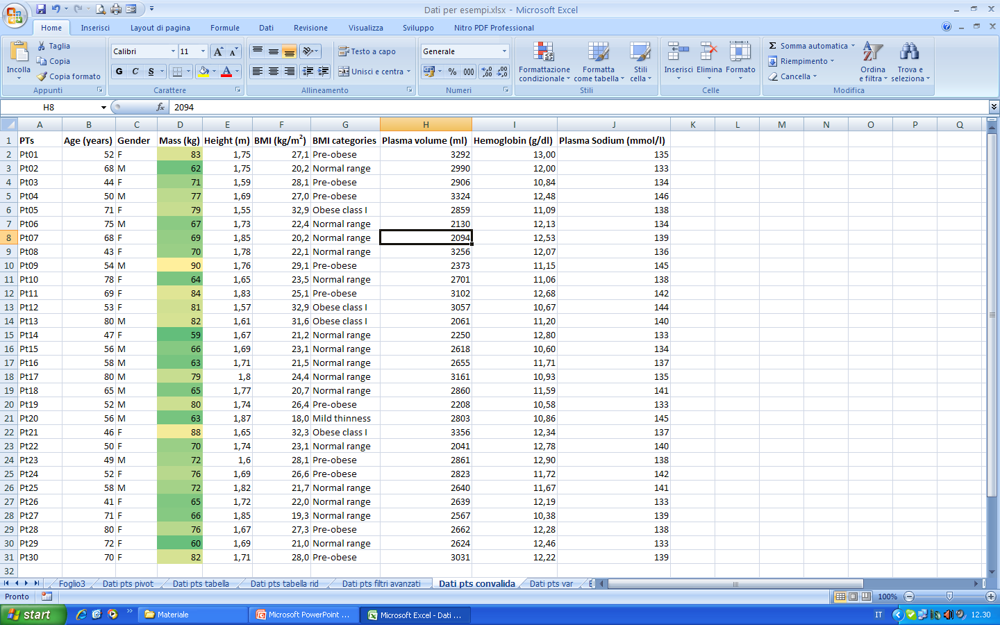 Dati per esempi.xlsx - Microsoft Excel
Home Inserisci Layout di pagina Formule Dati Revisione Visualizza Sviluppo Nitro PDF Professional
Incolla
Taglia
Copia
Copia formato
Appunti
Calibri 11
G C S
Carattere
Testo a capo
Unisci e centra
Allineamento
Generale
% 000
Numeri
Formattazione condizionale
Formatta come tabella
Stili cella
Stili
Inserisci Elimina Formato
Celle
Σ Somma automatica
Riempimento
Cancella
Ordina e filtra
Trova e seleziona
Modifica
H8 fx 2094
A B C D E F G H I J K L M N O P Q
1 PTs Age (years) Gender Mass (kg) Height (m) BMI (kg/m²) BMI categories Plasma volume (ml) Hemoglobin (g/dl) Plasma Sodium (mmol/l)
2 Pt01 52 F 83 1,75 27,1 Pre-obese 3292 13,00 135
3 Pt02 68 M 62 1,75 20,2 Normal range 2990 12,00 133
4 Pt03 44 F 71 1,59 28,1 Pre-obese 2906 10,84 134
5 Pt04 50 M 77 1,69 27,0 Pre-obese 3324 12,48 146
6 Pt05 71 F 79 1,55 32,9 Obese class I 2859 11,09 138
7 Pt06 75 M 67 1,73 22,4 Normal range 2130 12,13 134
8 Pt07 68 F 69 1,85 20,2 Normal range 2094 12,53 139
9 Pt08 43 F 70 1,78 22,1 Normal range 3256 12,07 136
10 Pt09 54 M 90 1,76 29,1 Pre-obese 2373 11,15 145
11 Pt10 78 F 64 1,65 23,5 Normal range 2701 11,06 138
12 Pt11 69 F 84 1,83 25,1 Pre-obese 3102 12,68 142
13 Pt12 53 F 81 1,57 32,9 Obese class I 3057 10,67 144
14 Pt13 80 M 82 1,61 31,6 Obese class I 2061 11,20 140
15 Pt14 47 F 59 1,67 21,2 Normal range 2250 12,80 133
16 Pt15 56 M 66 1,69 23,1 Normal range 2618 10,60 134
17 Pt16 58 M 63 1,71 21,5 Normal range 2655 11,71 137
18 Pt17 80 M 79 1,8 24,4 Normal range 3161 10,93 135
19 Pt18 65 M 65 1,77 20,7 Normal range 2860 11,59 141
20 Pt19 52 M 80 1,74 26,4 Pre-obese 2208 10,58 133
21 Pt20 56 M 63 1,87 18,0 Mild thinness 2803 10,86 145
22 Pt21 46 F 88 1,65 32,3 Obese class I 3356 12,34 137
23 Pt22 50 F 70 1,74 23,1 Normal range 2041 12,78 140
24 Pt23 49 M 72 1,6 28,1 Pre-obese 2861 12,90 138
25 Pt24 52 F 76 1,69 26,6 Pre-obese 2823 11,72 142
26 Pt25 58 M 72 1,82 21,7 Normal range 2640 11,67 141
27 Pt26 41 F 65 1,72 22,0 Normal range 2639 12,19 133
28 Pt27 71 F 66 1,85 19,3 Normal range 2567 10,38 139
29 Pt28 80 F 76 1,67 27,3 Pre-obese 2662 12,28 138
30 Pt29 72 F 60 1,69 21,0 Normal range 2624 12,46 133
31 Pt30 70 F 82 1,71 28,0 Pre-obese 3031 12,22 139
32
Foglio3 Dati pts pivot Dati pts tabella Dati pts tabella rid Dati pts filtri avanzati Dati pts convalida Dati pts var
Pronto 100%
start Materiale Microsoft PowerPoint ... Microsoft Excel - Dati ... IT 12.30